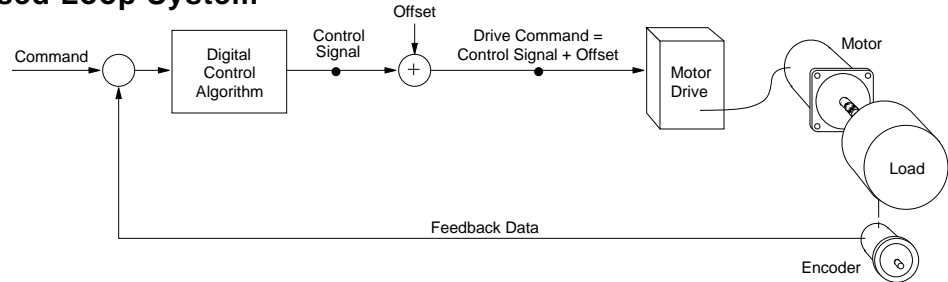 Loop System
Offset
Command
Digital
Control
Algorithm
Control
Signal
+
Drive Command =
Control Signal + Offset
Motor
Drive
Motor
Load
Feedback Data
Encoder